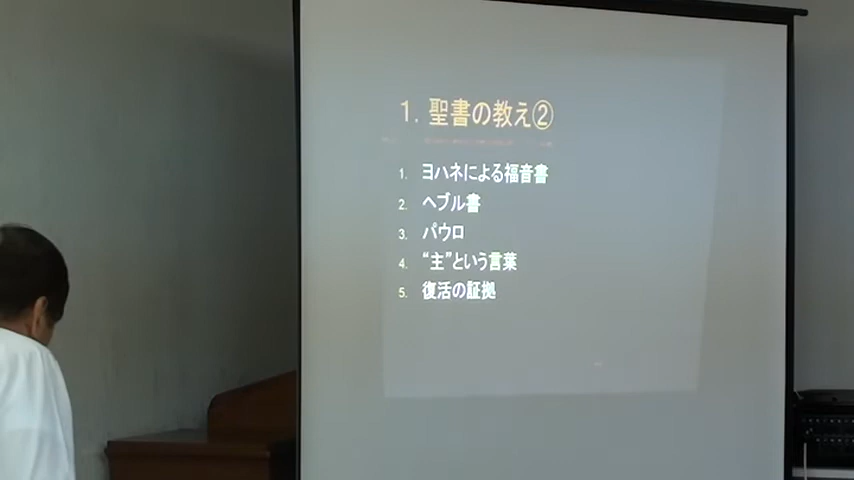 1. 聖書の教え②
1. ヨハネによる福音書
2. ヘブル書
3. パウロ
4. “主”という言葉
5. 復活の証拠